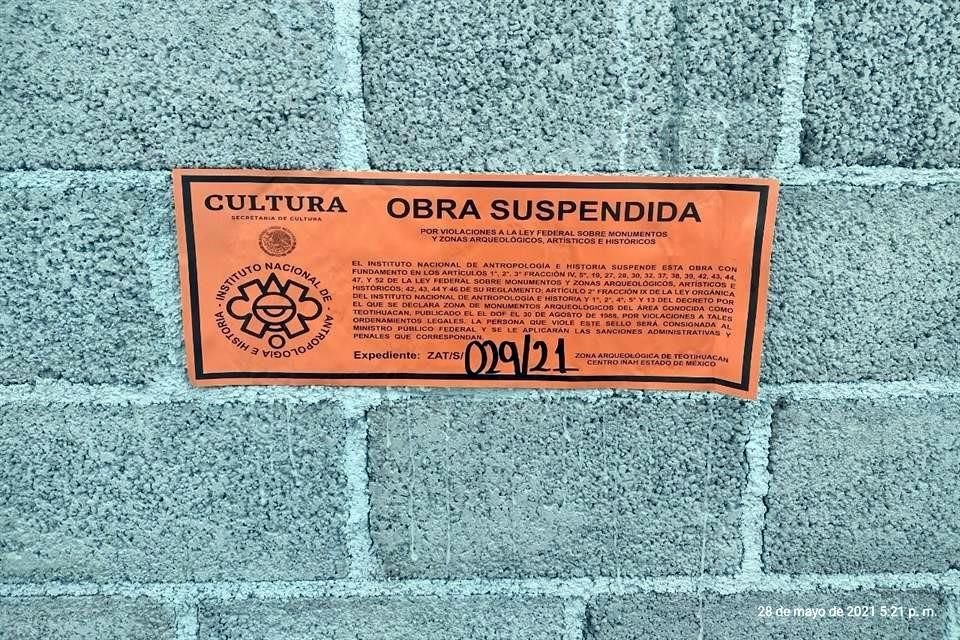 CULTURA
SECRETARÍA DE CULTURA
INSTITUTO NACIONAL DE - ANTROPOLOGIA E HISTORIA -
OBRA SUSPENDIDA
POR VIOLACIONES A LA LEY FEDERAL SOBRE MONUMENTOS
Y ZONAS ARQUEOLÓGICOS, ARTÍSTICOS E HISTÓRICOS
EL INSTITUTO NACIONAL DE ANTROPOLOGÍA E HISTORIA SUSPENDE ESTA OBRA CON
FUNDAMENTO EN LOS ARTÍCULOS 1°, 2°, 3° FRACCIÓN IV, 5°, 19, 27, 28, 30, 32, 37, 38, 39, 42, 43, 44,
47, Y 52 DE LA LEY FEDERAL SOBRE MONUMENTOS Y ZONAS ARQUEOLÓGICOS, ARTÍSTICOS E
HISTÓRICOS; 42, 43, 44 Y 46 DE SU REGLAMENTO; ARTÍCULO 2° FRACCIÓN IX DE LA LEY ORGÁNICA
DEL INSTITUTO NACIONAL DE ANTROPOLOGÍA E HISTORIA Y 1°, 2°, 4°, 5° Y 13 DEL DECRETO POR
EL QUE SE DECLARA ZONA DE MONUMENTOS ARQUEOLÓGICOS DEL ÁREA CONOCIDA COMO
TEOTIHUACAN, PUBLICADO EL EL DOF EL 30 DE AGOSTO DE 1988, POR VIOLACIONES A TALES
ORDENAMIENTOS LEGALES. LA PERSONA QUE VIOLE ESTE SELLO SERÁ CONSIGNADA AL
MINISTRO PÚBLICO FEDERAL Y SE LE APLICARÁN LAS SANCIONES ADMINISTRATIVAS Y
PENALES QUE CORRESPONDAN.
Expediente: ZAT/S/029/21
ZONA ARQUEOLÓGICA DE TEOTIHUACAN
CENTRO INAH ESTADO DE MÉXICO
28 de mayo de 2021 5:21 p. m.